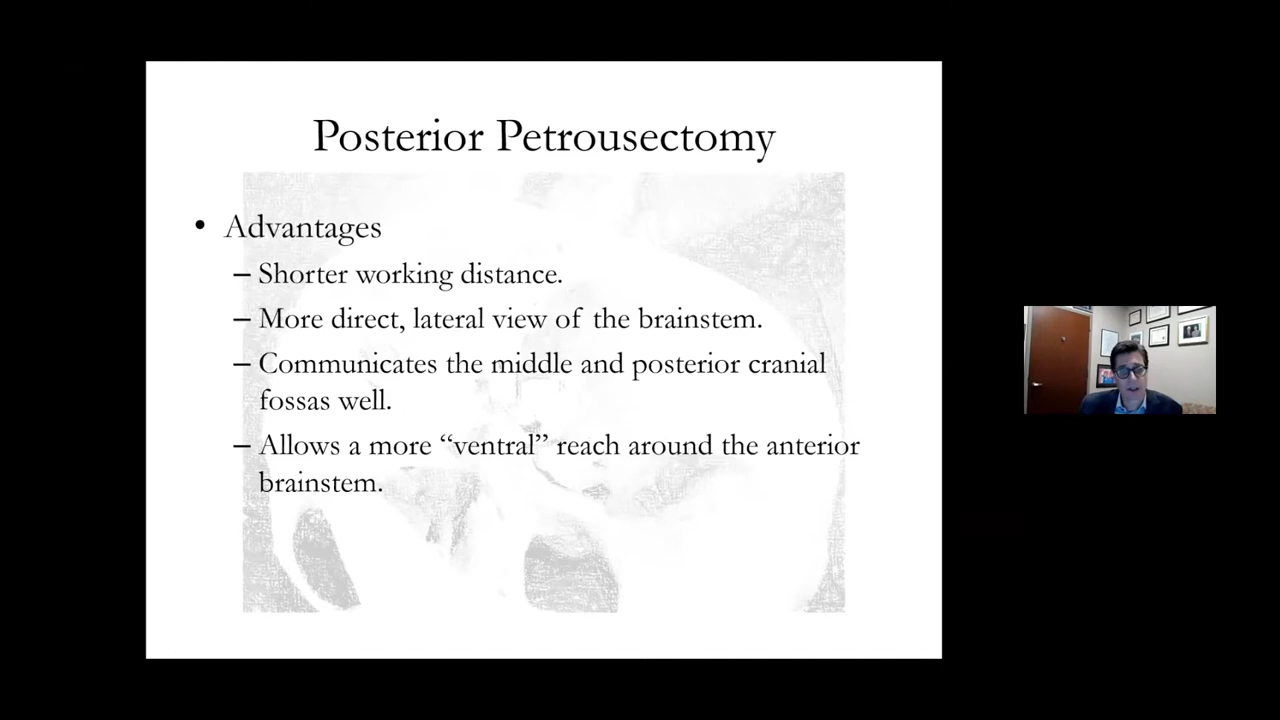 Posterior Petrousectomy
• Advantages
– Shorter working distance.
– More direct, lateral view of the brainstem.
– Communicates the middle and posterior cranial
fossas well.
– Allows a more “ventral” reach around the anterior
brainstem.